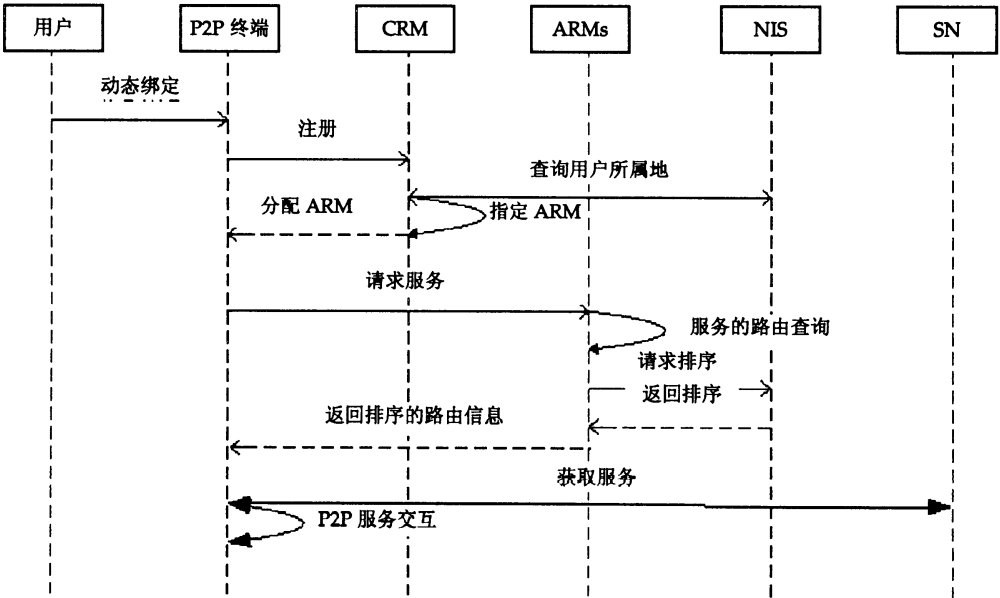 用户
P2P 终端
CRM
ARMs
NIS
SN
动态绑定
注册
查询用户所属地
分配 ARM
指定 ARM
请求服务
服务的路由查询
请求排序
返回排序
返回排序的路由信息
获取服务
P2P 服务交互